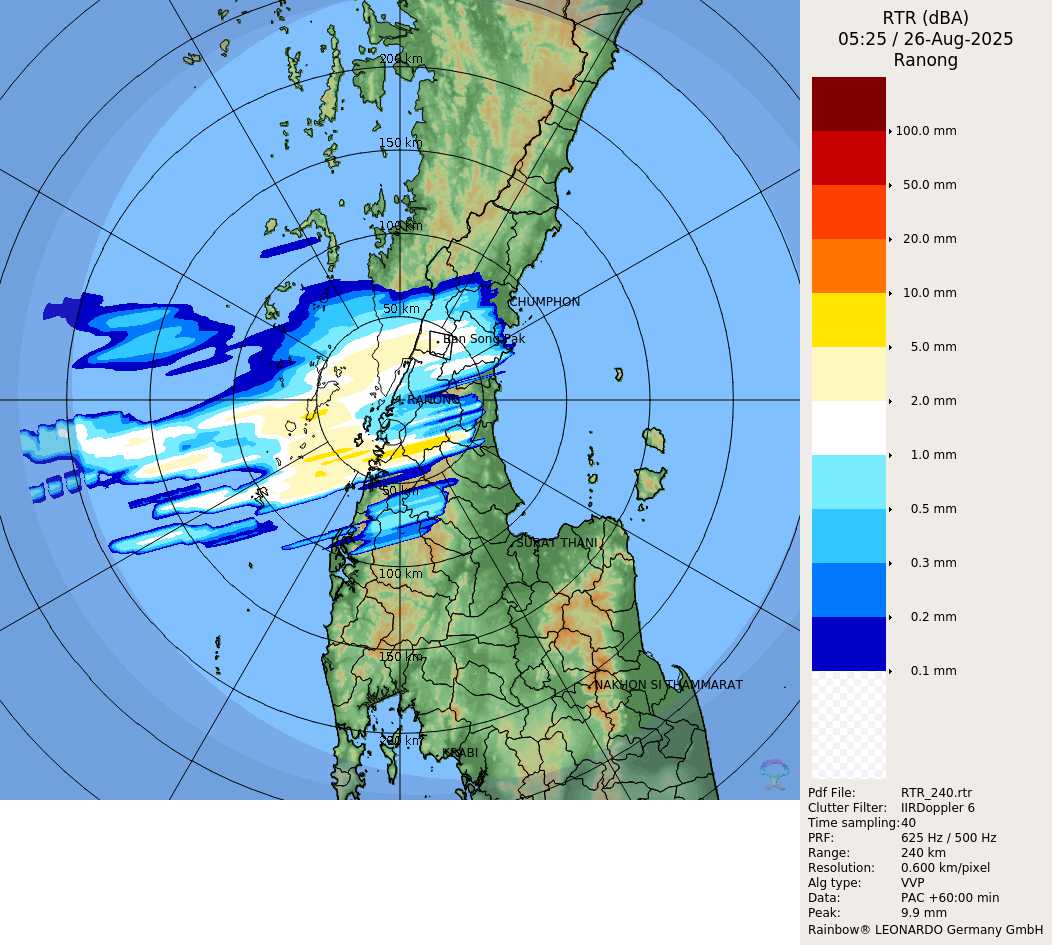 RTR (dBA)
05:25 / 26-Aug-2025
Ranong
200 km
150 km
100 km
50 km
CHUMPHON
Ban Song Pak
RANONG
50 km
SURAT THANI
100 km
150 km
NAKHON SI THAMMARAT
200 km
KRABI
100.0 mm
50.0 mm
20.0 mm
10.0 mm
5.0 mm
2.0 mm
1.0 mm
0.5 mm
0.3 mm
0.2 mm
0.1 mm
Pdf File: RTR_240.rtr
Clutter Filter: IIRDoppler 6
Time sampling:40
PRF: 625 Hz / 500 Hz
Range: 240 km
Resolution: 0.600 km/pixel
Alg type: VVP
Data: PAC +60:00 min
Peak: 9.9 mm
Rainbow® LEONARDO Germany GmbH